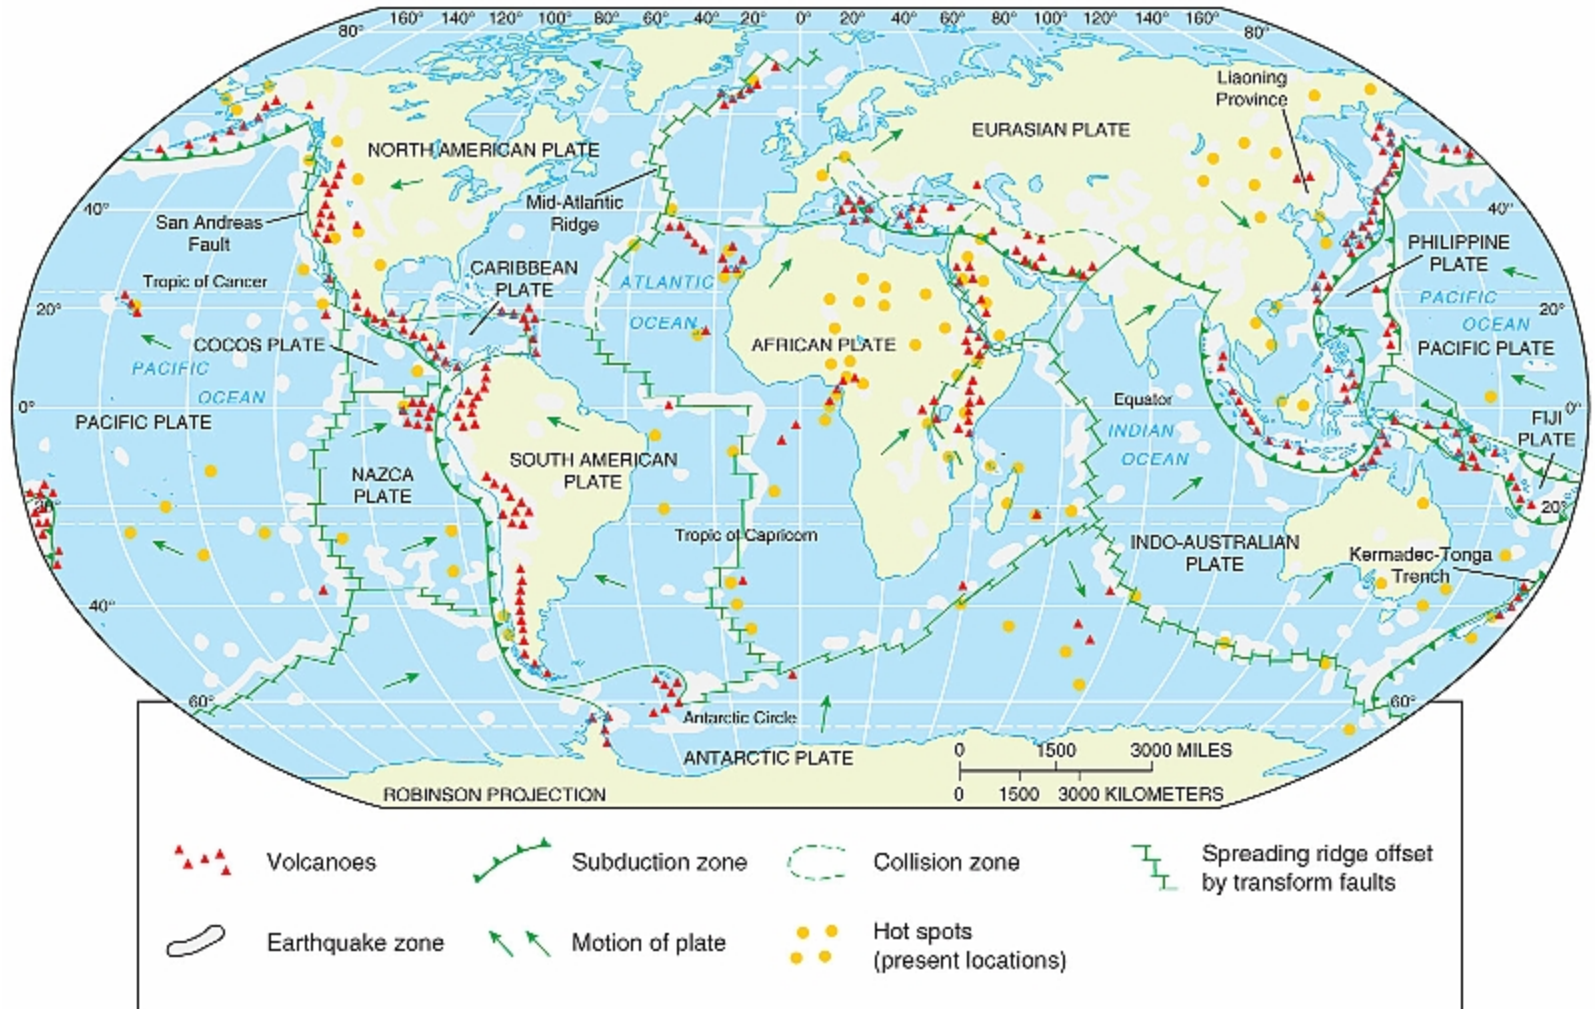 160° 140° 120° 100° 80° 60° 40° 20° 0° 20° 40° 60° 80° 100° 120° 140° 160°
80°
80°
Liaoning
Province
EURASIAN PLATE
NORTH AMERICAN PLATE
Mid-Atlantic
Ridge
40°
40°
San Andreas
Fault
PHILIPPINE
PLATE
CARIBBEAN
PLATE
Tropic of Cancer
ATLANTIC
OCEAN
PACIFIC
OCEAN
20°
20°
COCOS PLATE
AFRICAN PLATE
PACIFIC PLATE
PACIFIC
OCEAN
Equator
0°
0°
PACIFIC PLATE
FIJI
PLATE
INDIAN
OCEAN
NAZCA
PLATE
SOUTH AMERICAN
PLATE
20°
20°
Tropic of Capricorn
INDO-AUSTRALIAN
PLATE
Kermadec-Tonga
Trench
40°
60°
60°
Antarctic Circle
ANTARCTIC PLATE
0 1500 3000 MILES
0 1500 3000 KILOMETERS
ROBINSON PROJECTION
Volcanoes
Subduction zone
Collision zone
Spreading ridge offset
by transform faults
Earthquake zone
Motion of plate
Hot spots
(present locations)